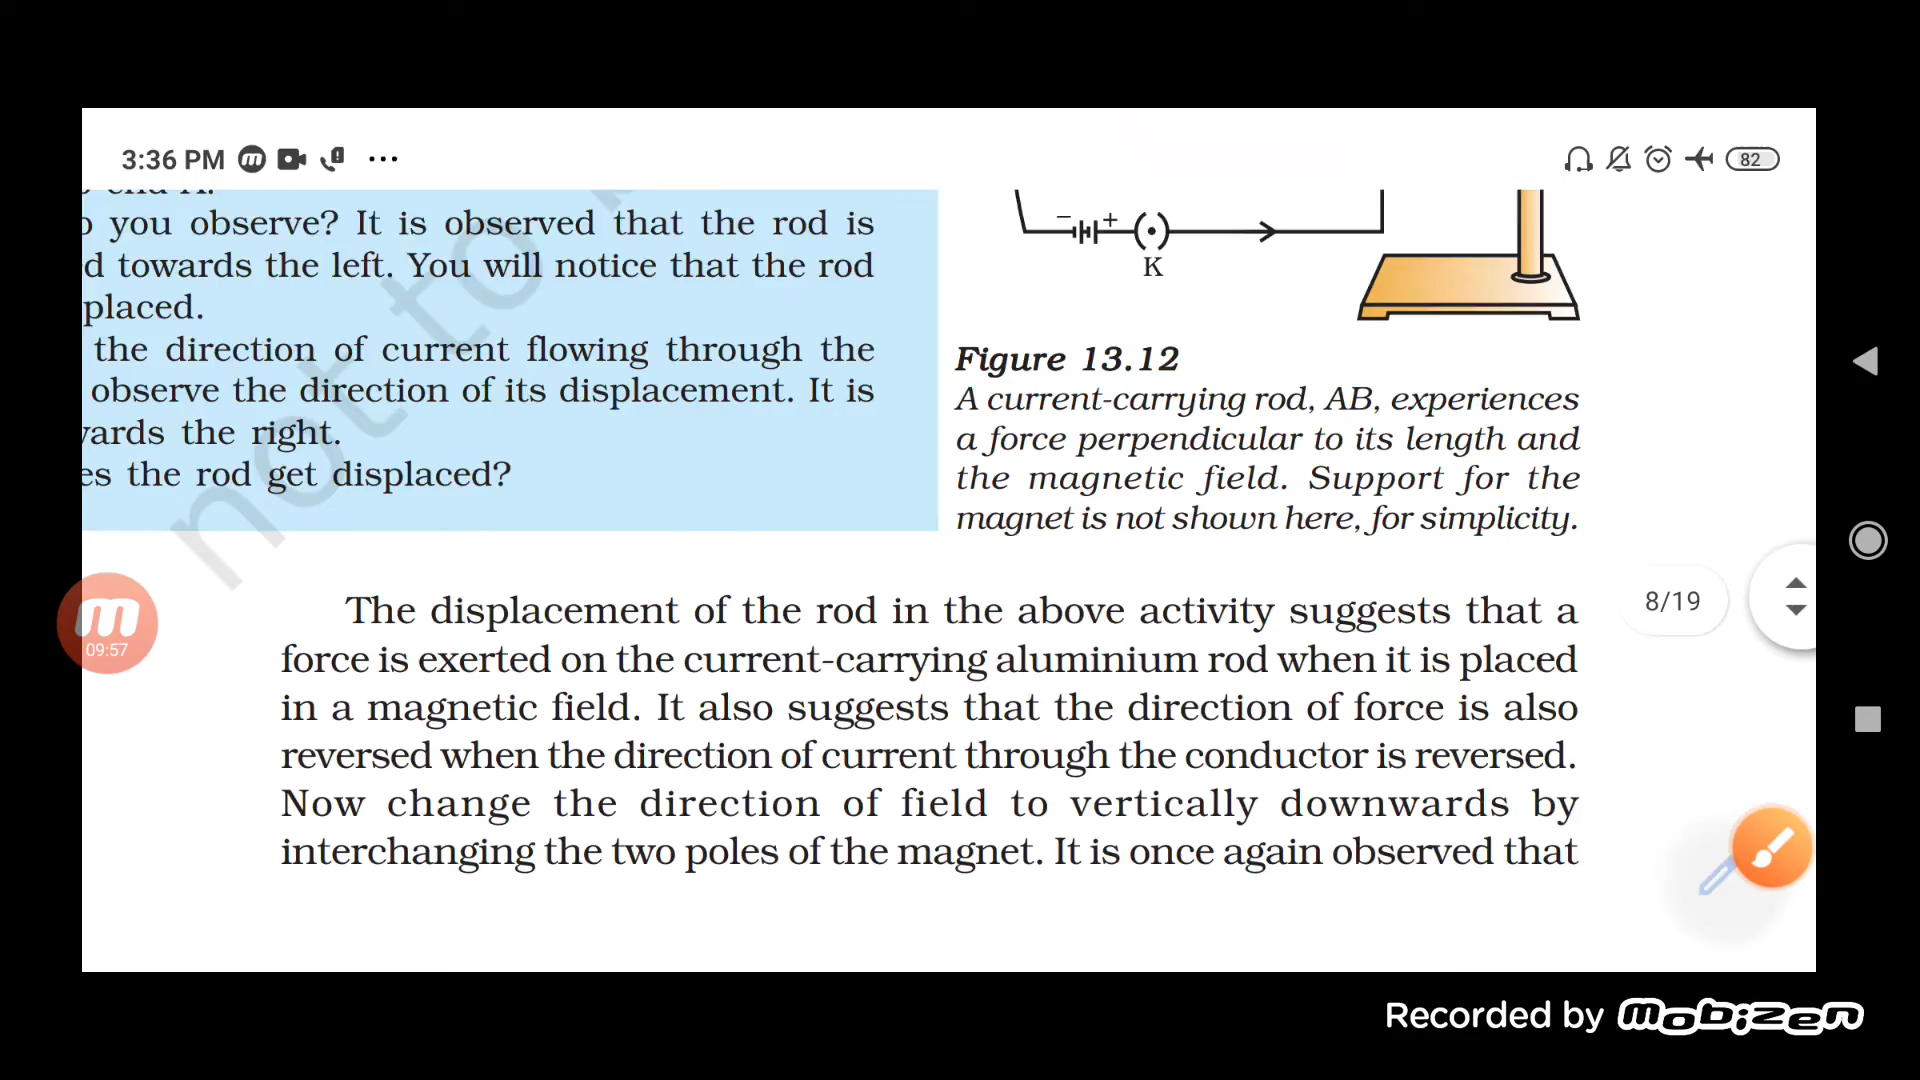 3:36 PM m ... 82
end A.
you observe? It is observed that the rod is
towards the left. You will notice that the rod
placed.
the direction of current flowing through the
observe the direction of its displacement. It is
the right.
the rod get displaced?
not to
− +
K
Figure 13.12
A current-carrying rod, AB, experiences
a force perpendicular to its length and
the magnetic field. Support for the
magnet is not shown here, for simplicity.
The displacement of the rod in the above activity suggests that a
force is exerted on the current-carrying aluminium rod when it is placed
in a magnetic field. It also suggests that the direction of force is also
reversed when the direction of current through the conductor is reversed.
Now change the direction of field to vertically downwards by
interchanging the two poles of the magnet. It is once again observed that
8/19
m
09:57
Recorded by mobizen